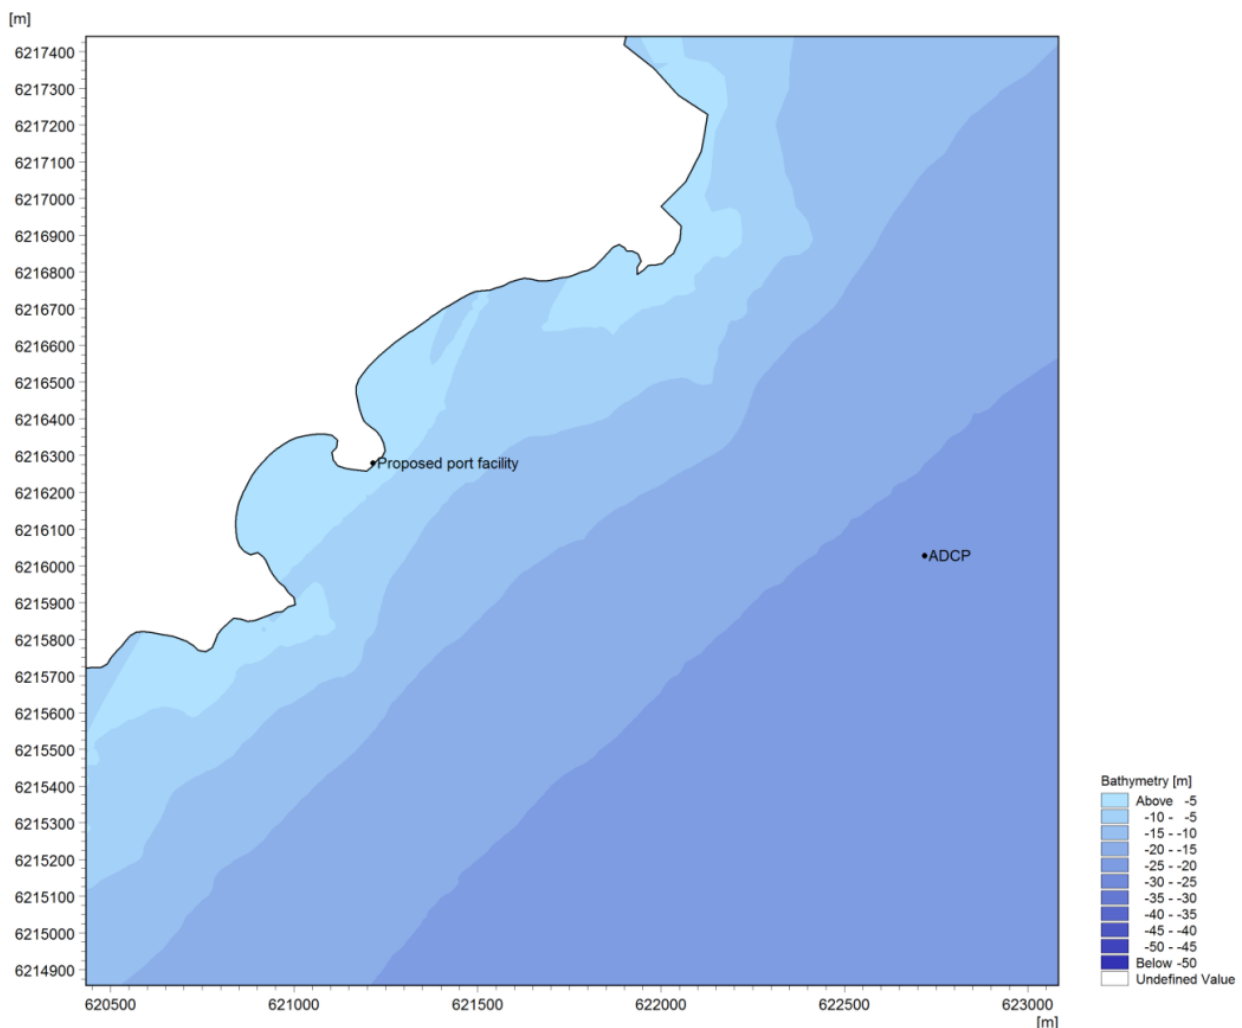 [m]
6217400
6217300
6217200
6217100
6217000
6216900
6216800
6216700
6216600
6216500
6216400
6216300
6216200
6216100
6216000
6215900
6215800
6215700
6215600
6215500
6215400
6215300
6215200
6215100
6215000
6214900
Proposed port facility
ADCP
620500 621000 621500 622000 622500 623000
[m]
Bathymetry [m]
Above -5
-10 - -5
-15 - -10
-20 - -15
-25 - -20
-30 - -25
-35 - -30
-40 - -35
-45 - -40
-50 - -45
Below -50
Undefined Value